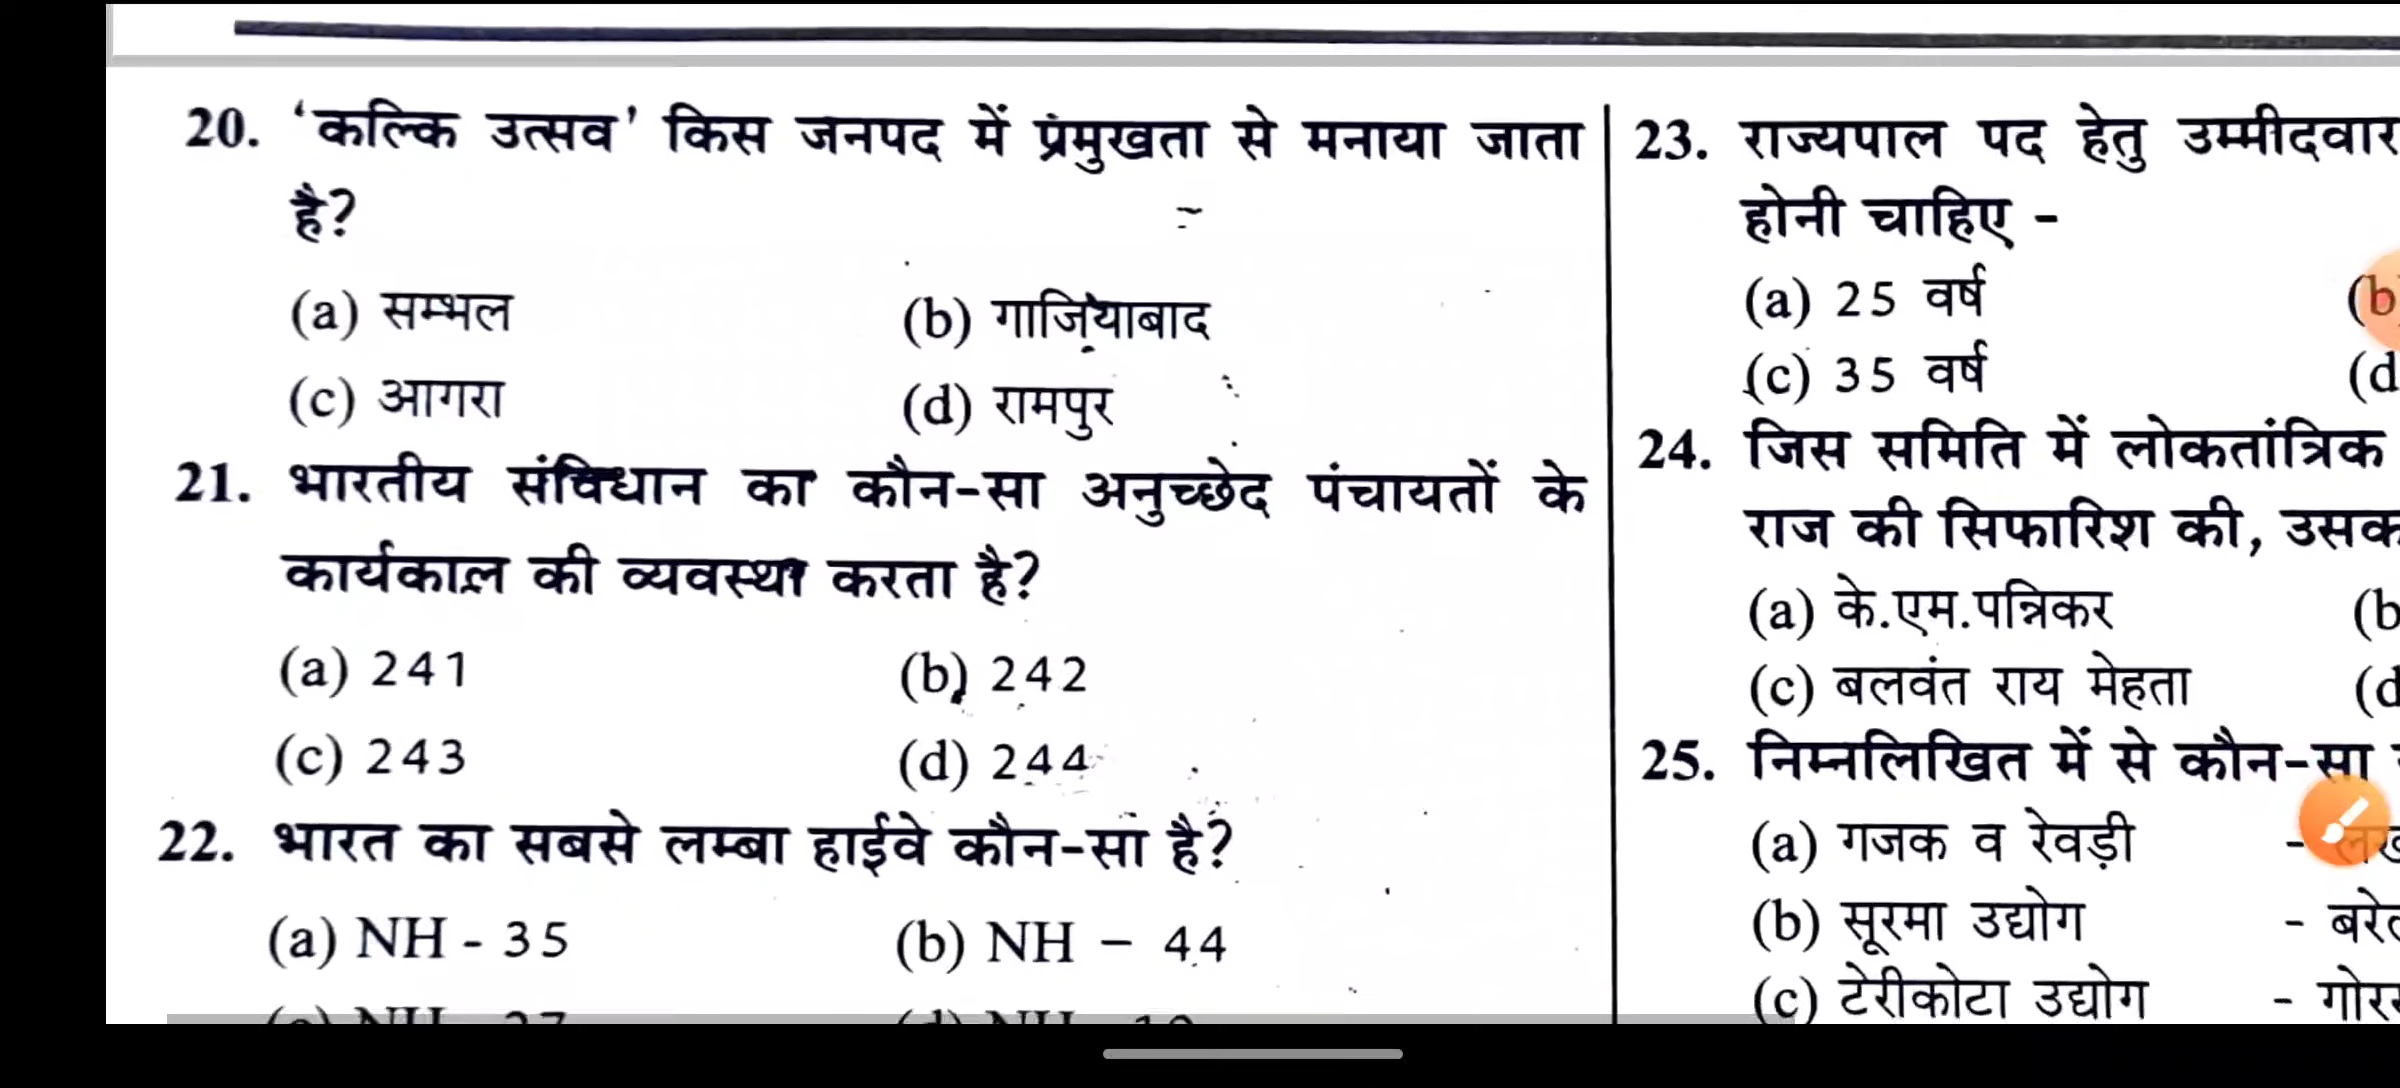 20. ‘कल्कि उत्सव’ किस जनपद में प्रंमुखता से मनाया जाता
है?
(a) सम्भल (b) गाजियाबाद
(c) आगरा (d) रामपुर
21. भारतीय संविधान का कौन-सा अनुच्छेद पंचायतों के
कार्यकाल की व्यवस्था करता है?
(a) 241 (b) 242
(c) 243 (d) 244
22. भारत का सबसे लम्बा हाईवे कौन-सा है?
(a) NH - 35 (b) NH – 44
23. राज्यपाल पद हेतु उम्मीदवार
होनी चाहिए -
(a) 25 वर्ष (b)
(c) 35 वर्ष (d
24. जिस समिति में लोकतांत्रिक
राज की सिफारिश की,
(a) के.एम.पन्निकर (b
(c) बलवंत राय मेहता (d
25. निम्नलिखित में से कौन-सा
(a) गजक व रेवड़ी -
(b) सूरमा उद्योग -
(c) टेरीकोटा उद्योग -